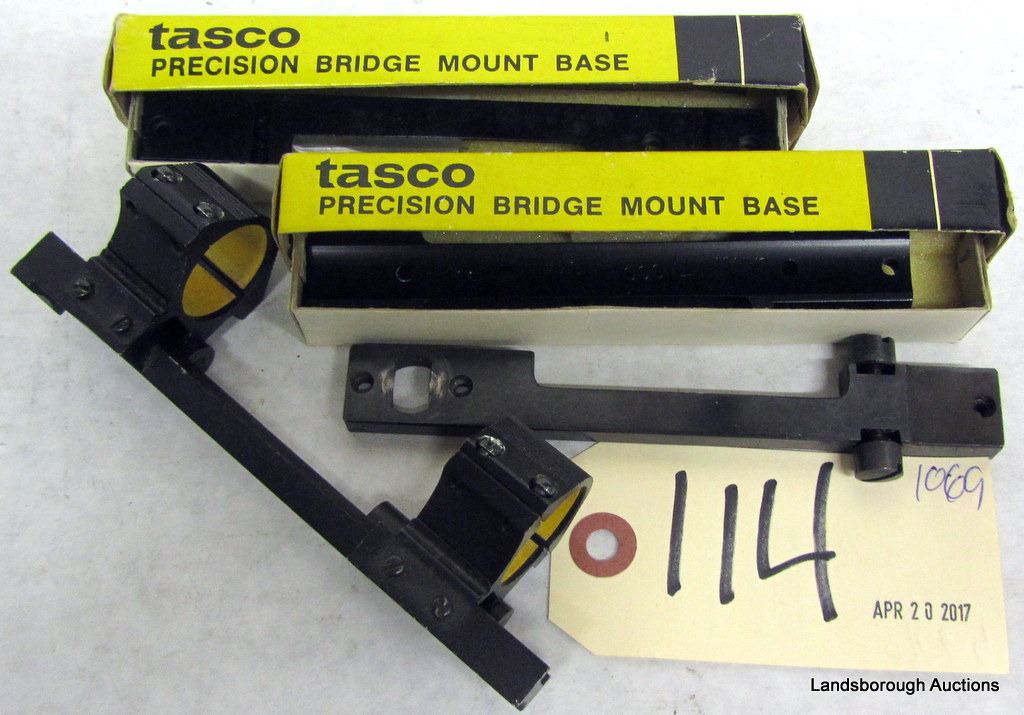 tasco
PRECISION BRIDGE MOUNT BASE
tasco
PRECISION BRIDGE MOUNT BASE
1069
114
APR 20 2017
Landsborough Auctions